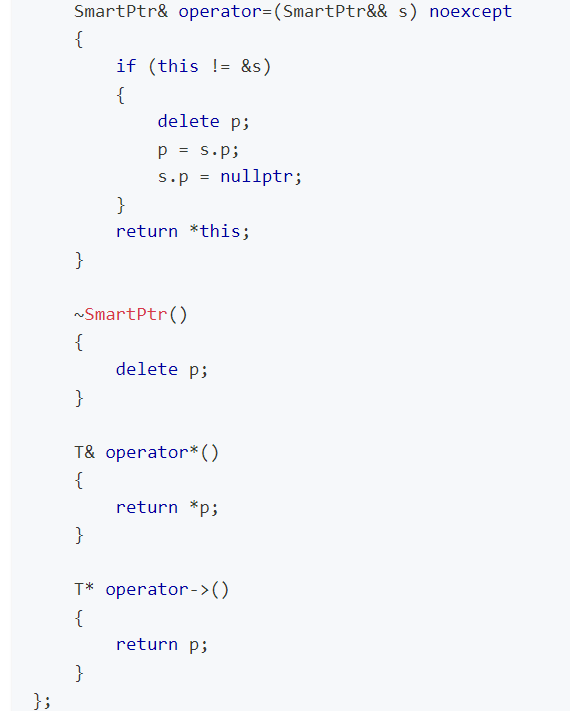 SmartPtr& operator=(SmartPtr&& s) noexcept
{
if (this != &s)
{
delete p;
p = s.p;
s.p = nullptr;
}
return *this;
}
~SmartPtr()
{
delete p;
}
T& operator*()
{
return *p;
}
T* operator->()
{
return p;
}
};